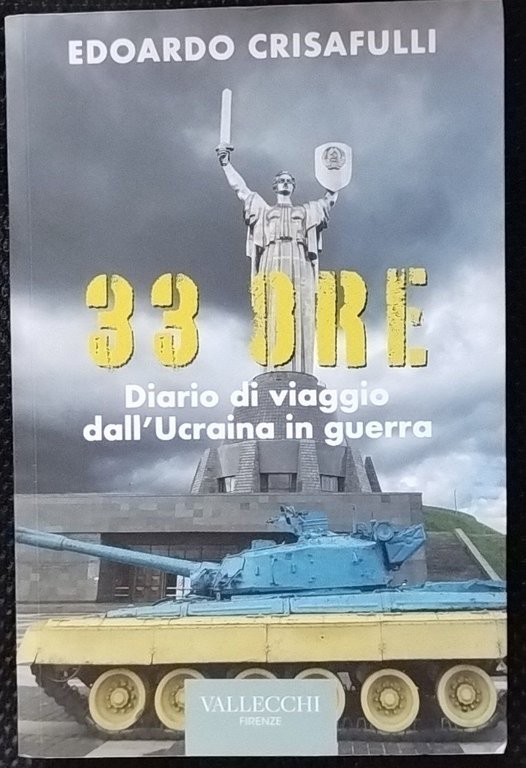 EDOARDO CRISAFULLI
33 ORE
Diario di viaggio
dall'Ucraina in guerra
VALLECCHI
FIRENZE